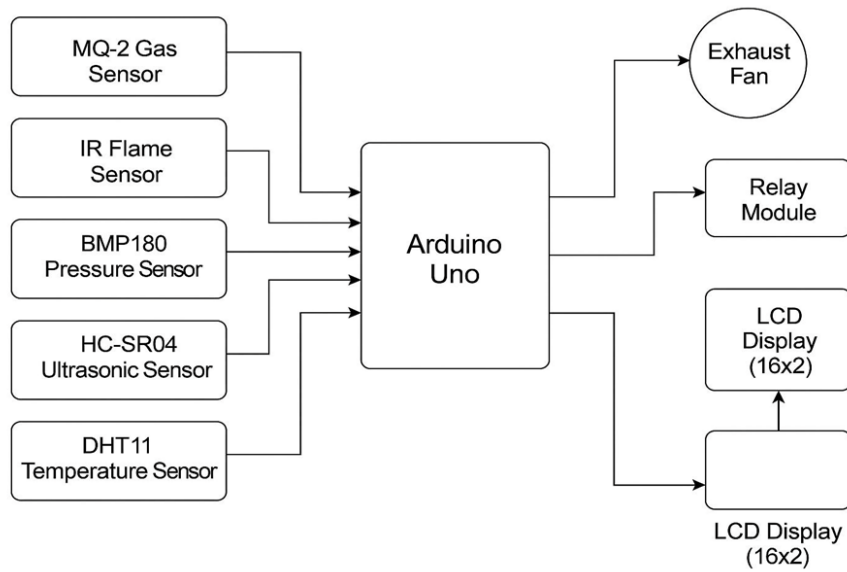 MQ-2 Gas
Sensor
IR Flame
Sensor
BMP180
Pressure Sensor
HC-SR04
Ultrasonic Sensor
DHT11
Temperature Sensor
Arduino
Uno
Exhaust
Fan
Relay
Module
LCD
Display
(16x2)
LCD Display
(16x2)